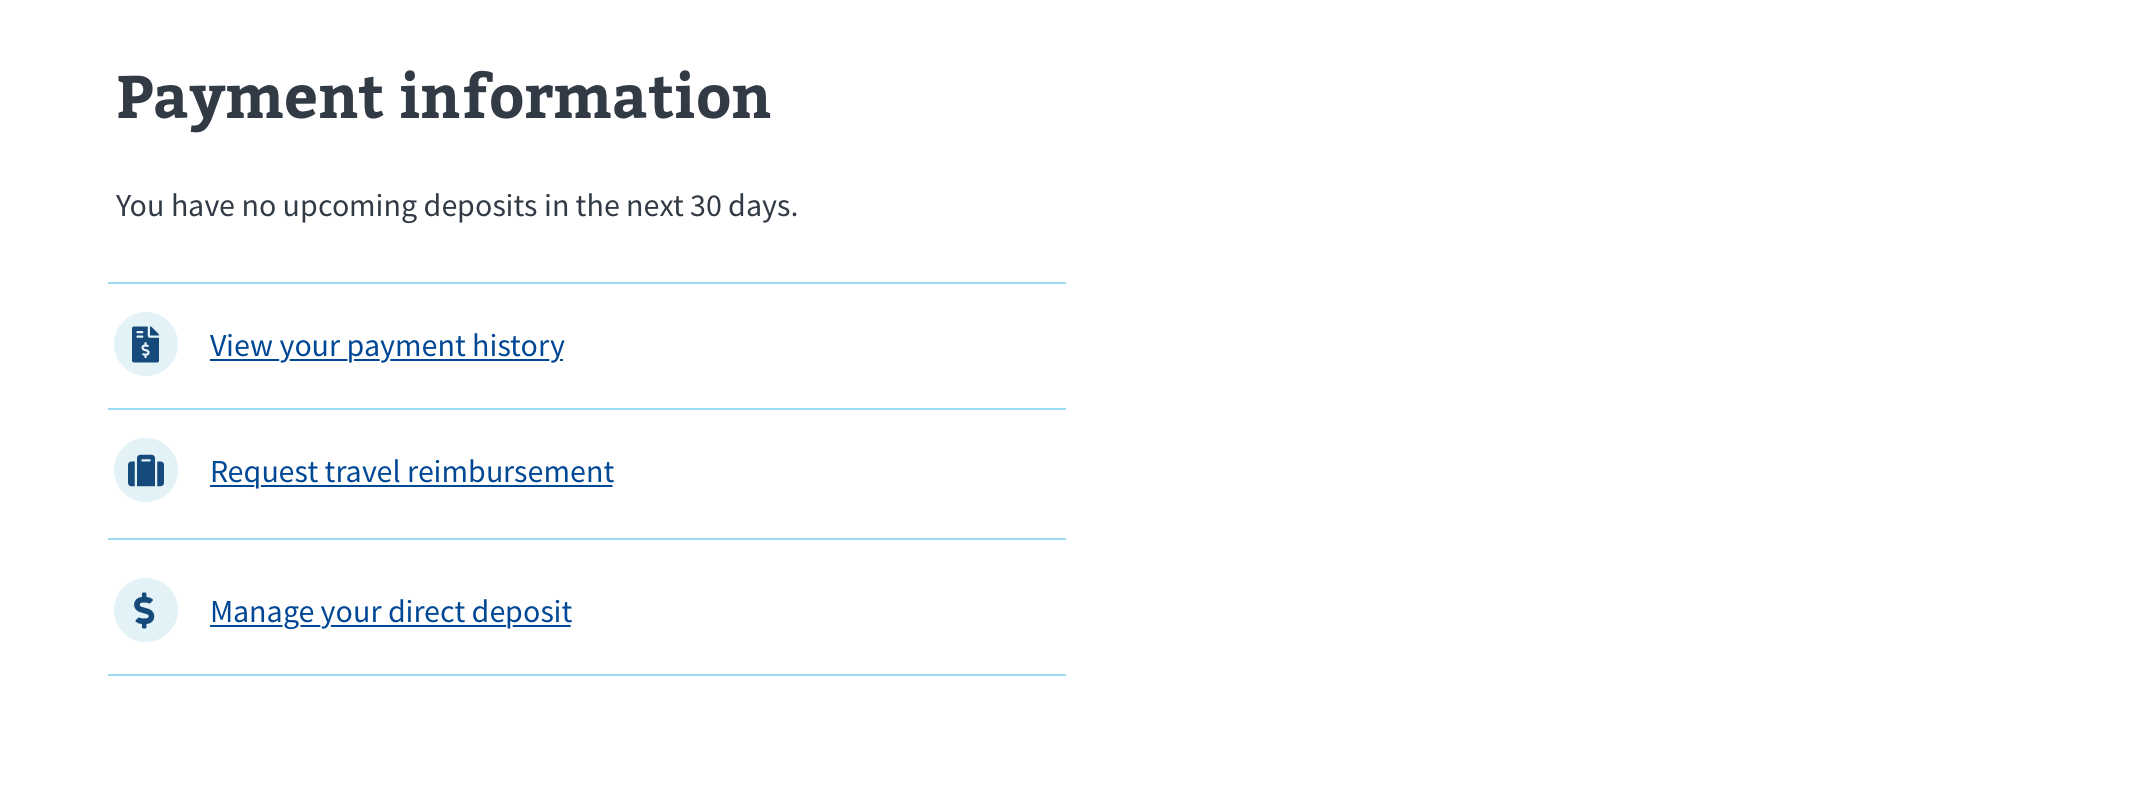 Payment information
You have no upcoming deposits in the next 30 days.
View your payment history
Request travel reimbursement
Manage your direct deposit